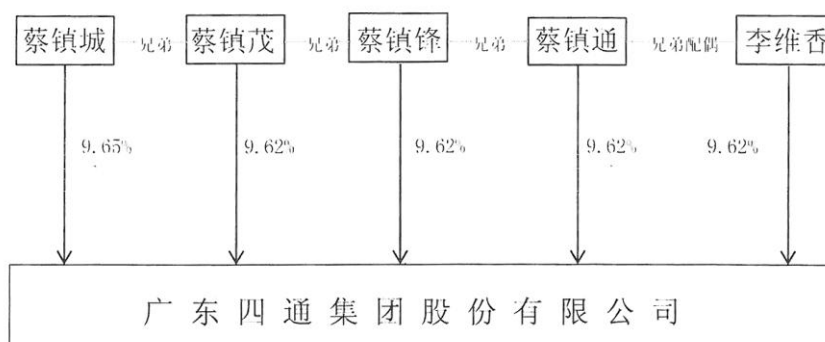 蔡镇城 兄弟 蔡镇茂 兄弟 蔡镇锋 兄弟 蔡镇通 兄弟配偶 李维香
9.65% 9.62% 9.62% 9.62% 9.62%
广东四通集团股份有限公司